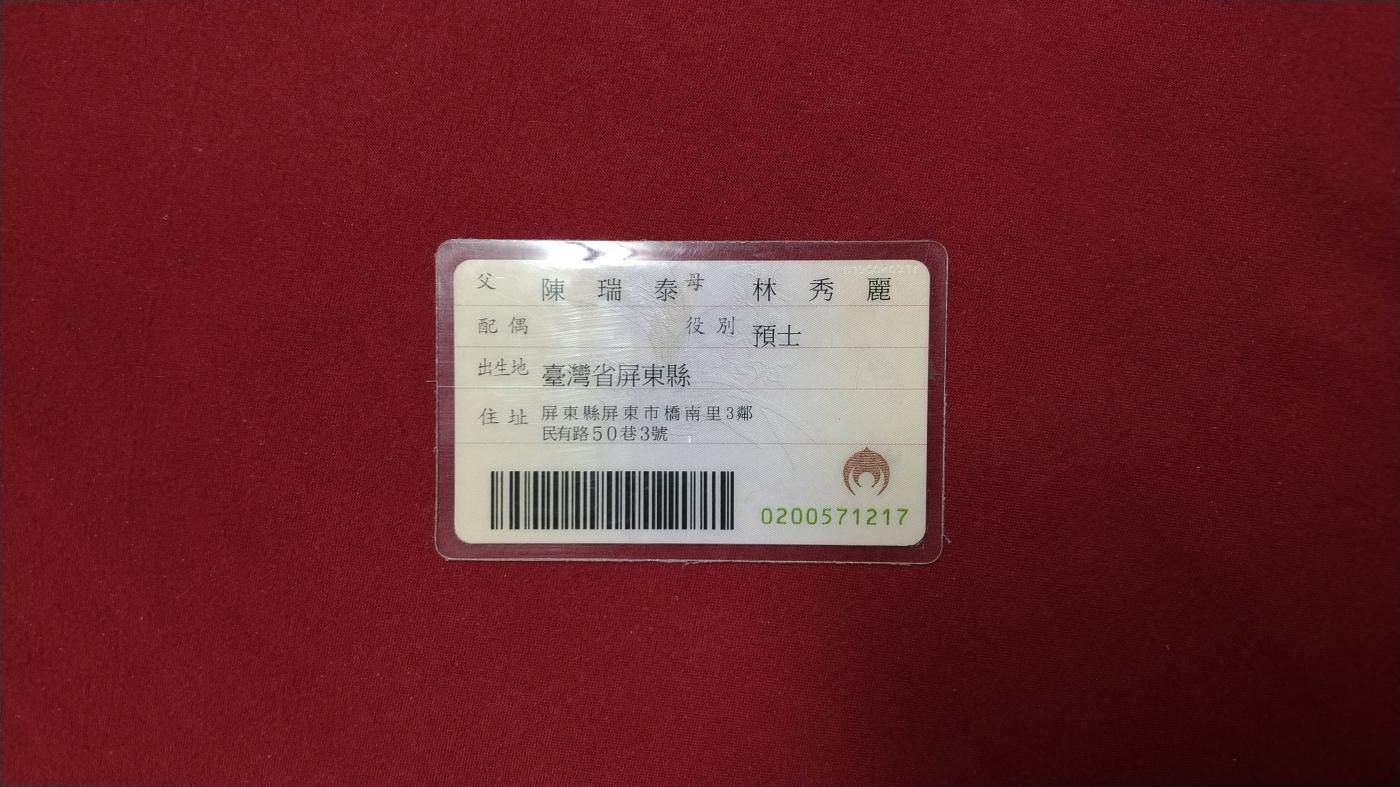 父 陳瑞泰 母 林秀麗
配偶 役別 預士
出生地 臺灣省屏東縣
住址 屏東縣屏東市橋南里3鄰
民有路50巷3號
0200571217